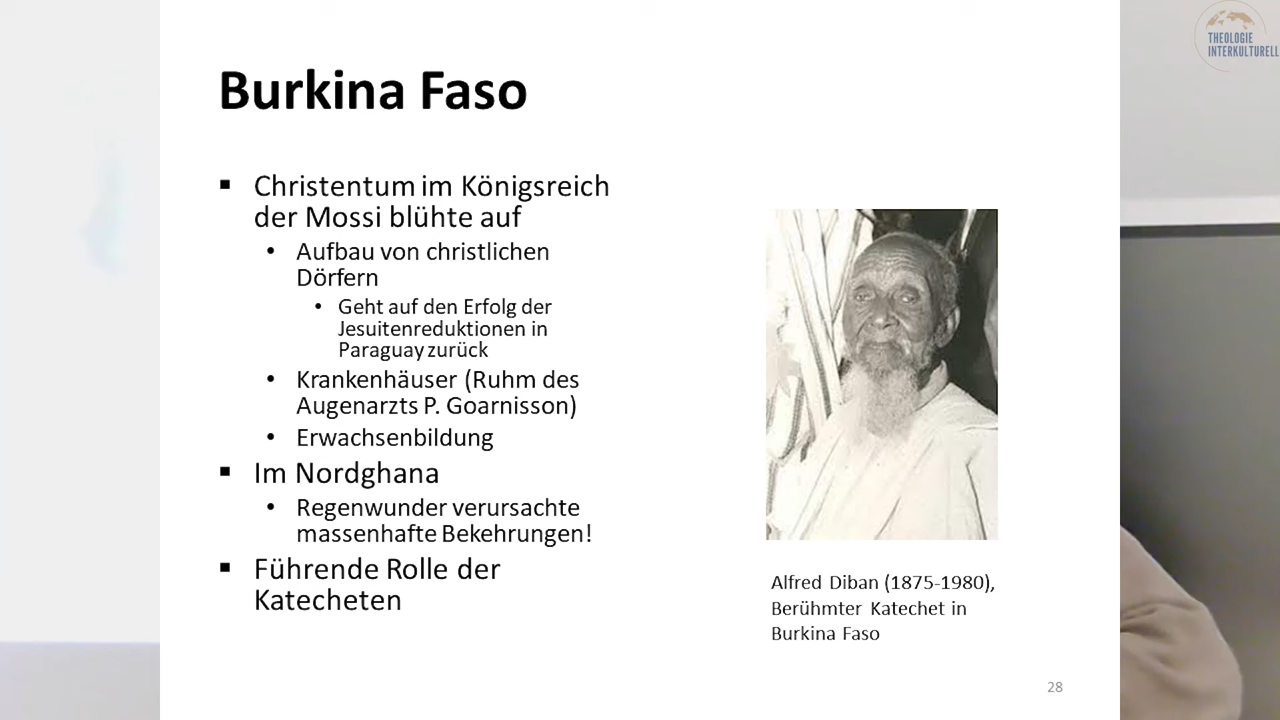 THEOLOGIE
INTERKULTURELL
Burkina Faso
▪ Christentum im Königsreich
der Mossi blühte auf
• Aufbau von christlichen
Dörfern
• Geht auf den Erfolg der
Jesuitenreduktionen in
Paraguay zurück
• Krankenhäuser (Ruhm des
Augenarzts P. Goarnisson)
• Erwachsenbildung
▪ Im Nordghana
• Regenwunder verursachte
massenhafte Bekehrungen!
▪ Führende Rolle der
Katecheten
Alfred Diban (1875-1980),
Berühmter Katechet in
Burkina Faso
28